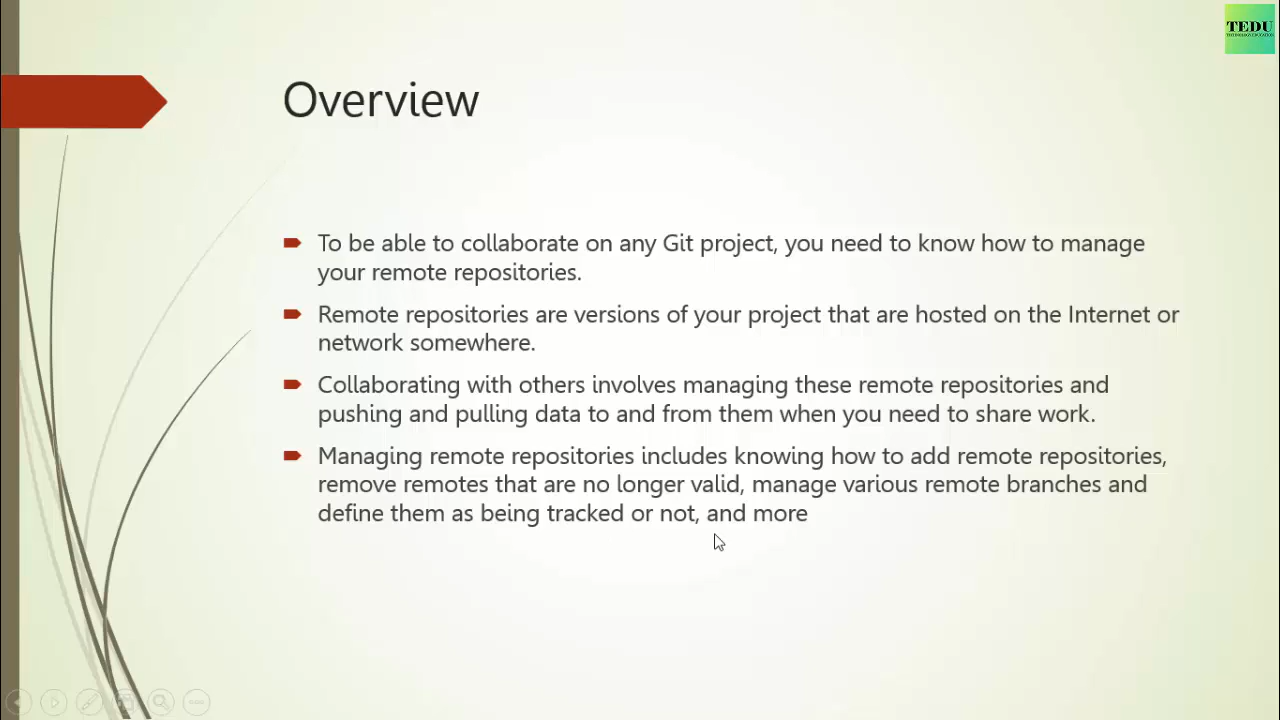 TEDU
TECHNOLOGY EDUCATION
Overview
To be able to collaborate on any Git project, you need to know how to manage
your remote repositories.
Remote repositories are versions of your project that are hosted on the Internet or
network somewhere.
Collaborating with others involves managing these remote repositories and
pushing and pulling data to and from them when you need to share work.
Managing remote repositories includes knowing how to add remote repositories,
remove remotes that are no longer valid, manage various remote branches and
define them as being tracked or not, and more